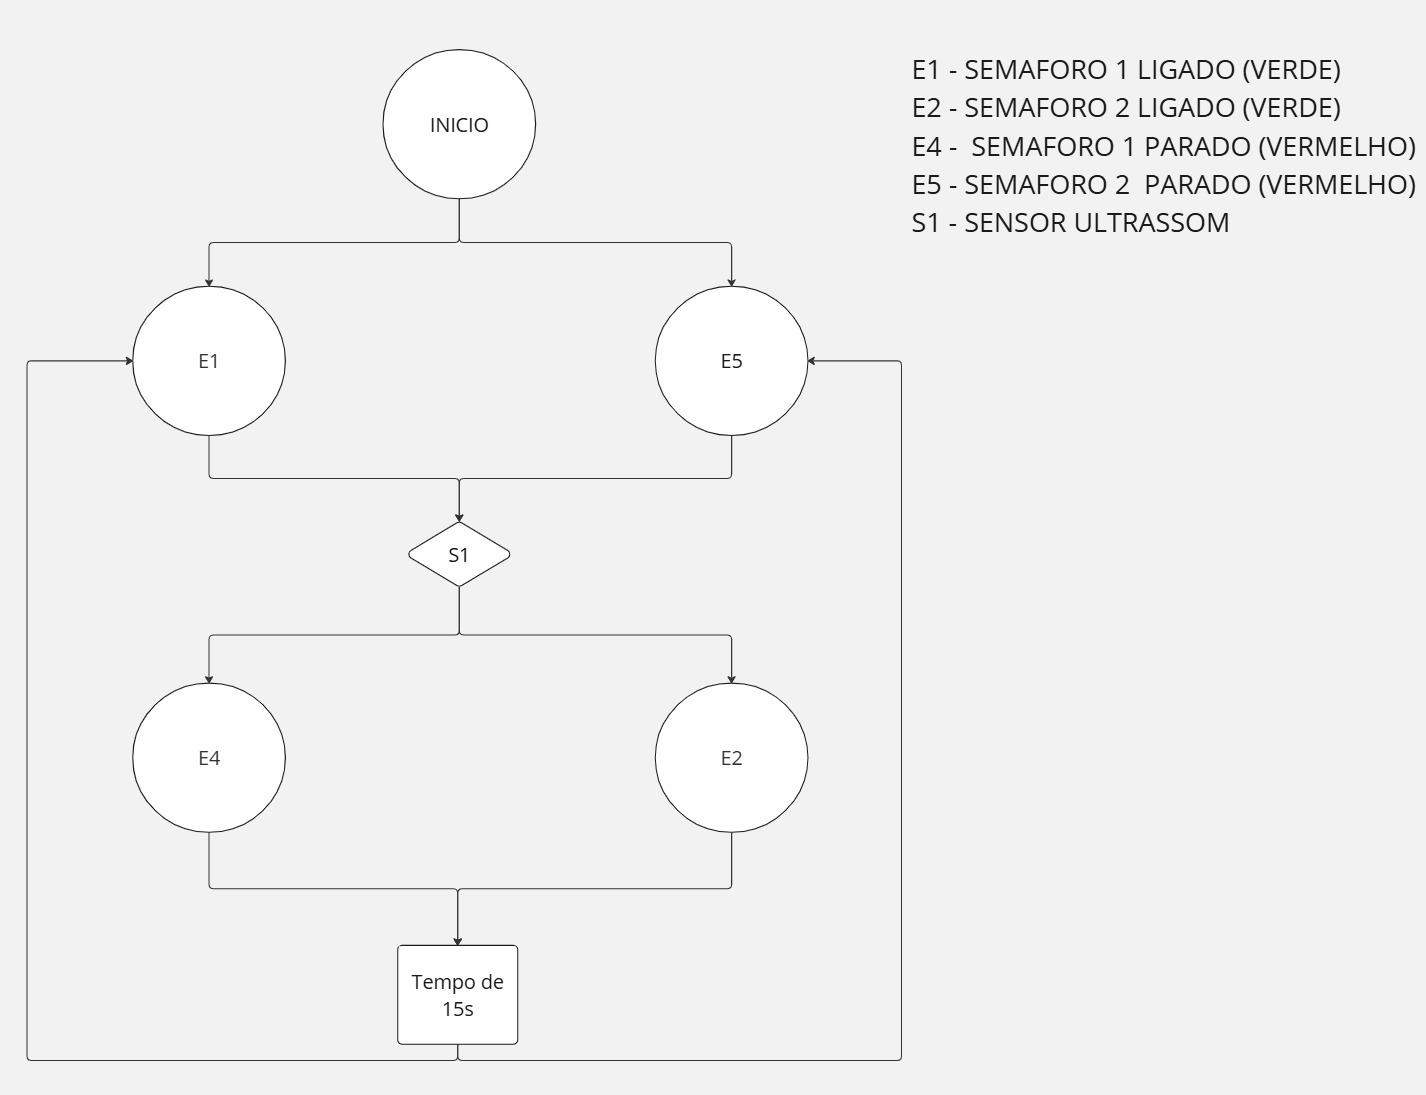 INICIO
E1 - SEMAFORO 1 LIGADO (VERDE)
E2 - SEMAFORO 2 LIGADO (VERDE)
E4 -  SEMAFORO 1 PARADO (VERMELHO)
E5 - SEMAFORO 2  PARADO (VERMELHO)
S1 - SENSOR ULTRASSOM
E1
E5
S1
E4
E2
Tempo de
15s